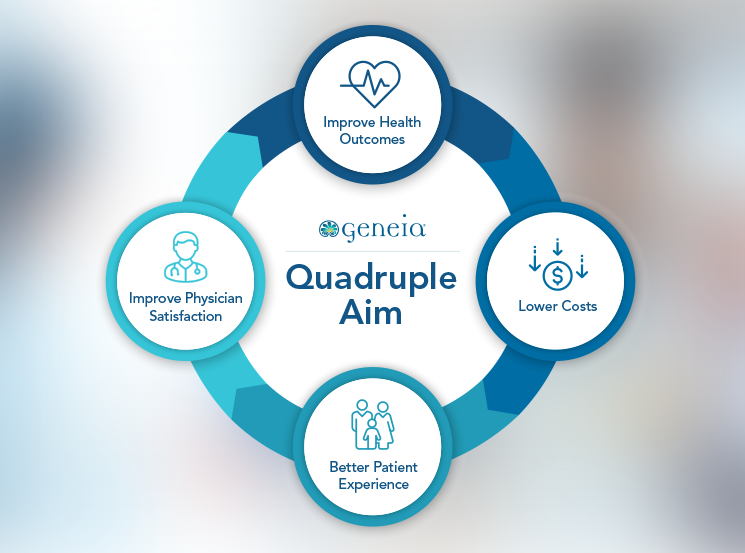 Improve Health
Outcomes
geneia
Quadruple
Aim
Improve Physician
Satisfaction
$
Lower Costs
Better Patient
Experience